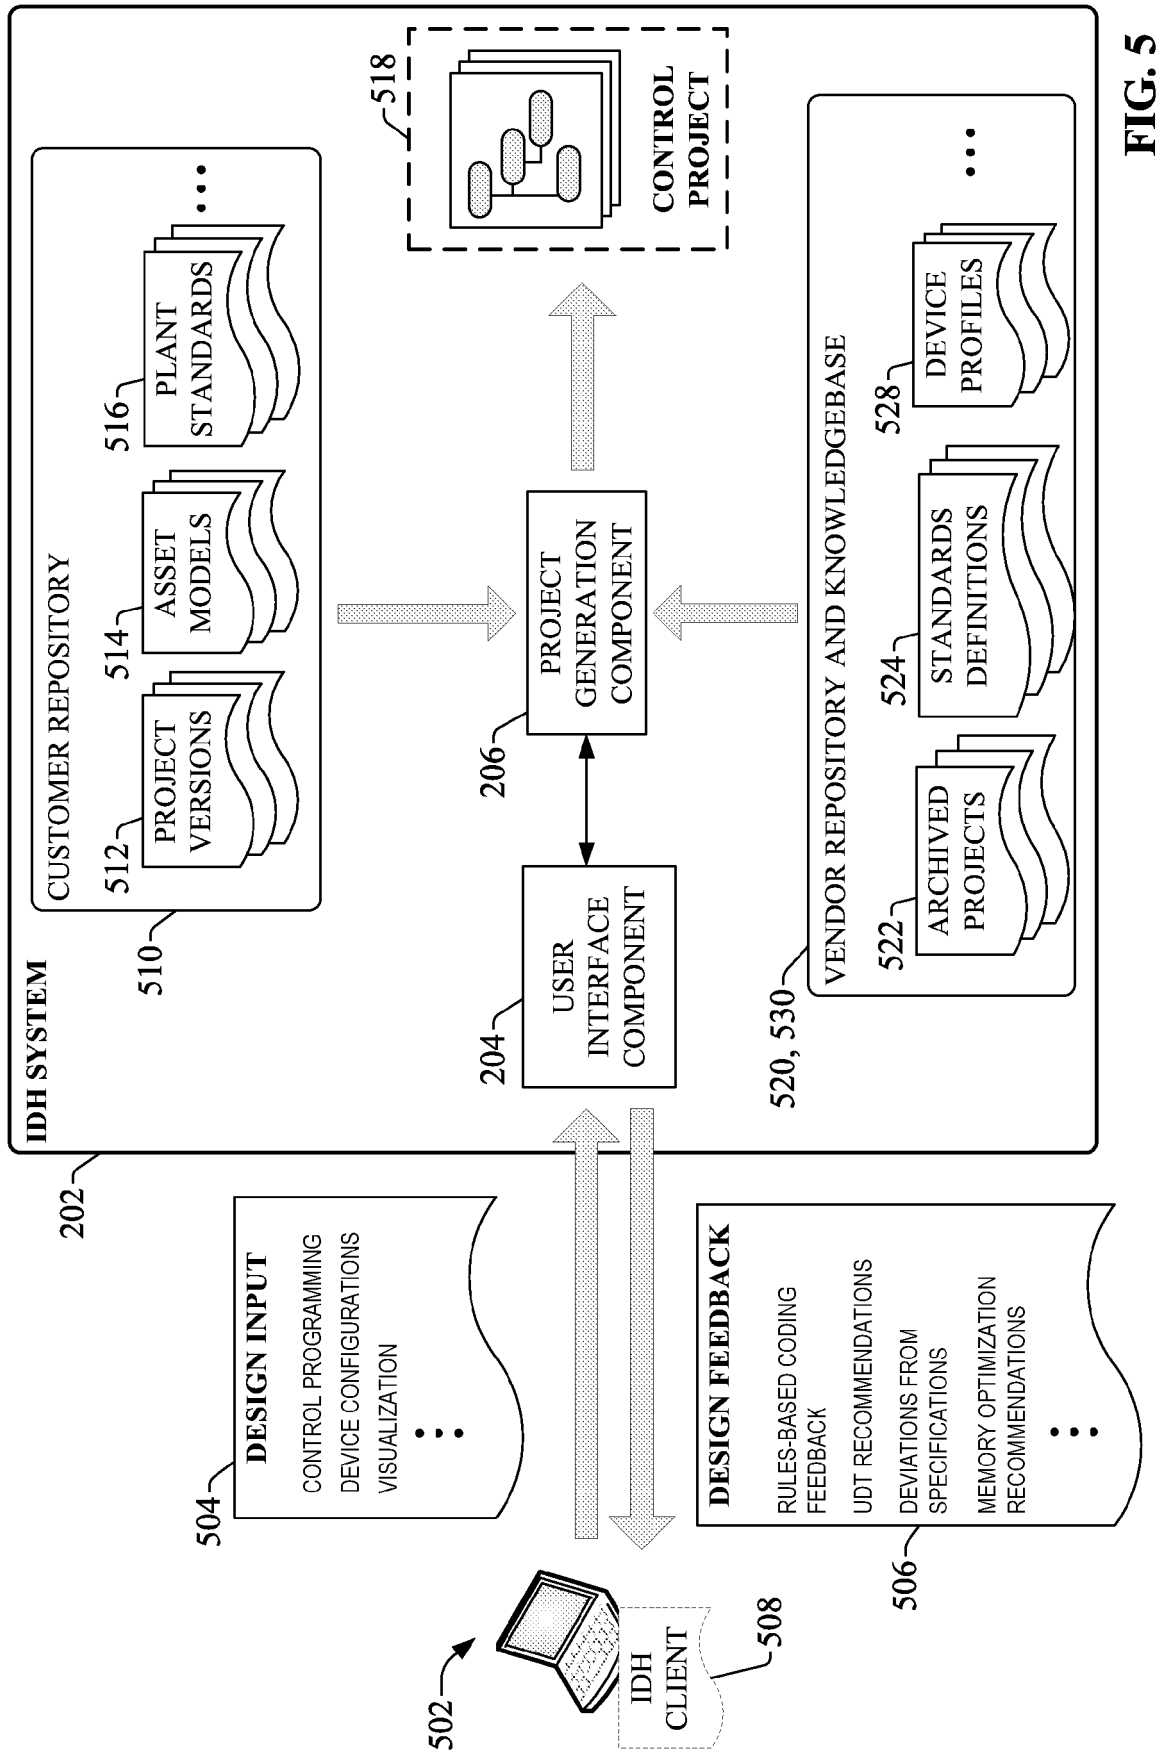 IDH SYSTEM
202
CUSTOMER REPOSITORY
510
512
PROJECT
VERSIONS
514
ASSET
MODELS
516
PLANT
STANDARDS
...
504
DESIGN INPUT
CONTROL PROGRAMMING
DEVICE CONFIGURATIONS
VISUALIZATION
...
502
IDH
CLIENT
508
204
USER
INTERFACE
COMPONENT
206
PROJECT
GENERATION
COMPONENT
518
CONTROL
PROJECT
506
DESIGN FEEDBACK
RULES-BASED CODING
FEEDBACK
UDT RECOMMENDATIONS
DEVIATIONS FROM
SPECIFICATIONS
MEMORY OPTIMIZATION
RECOMMENDATIONS
...
520, 530
VENDOR REPOSITORY AND KNOWLEDGEBASE
522
ARCHIVED
PROJECTS
524
STANDARDS
DEFINITIONS
528
DEVICE
PROFILES
...
FIG. 5